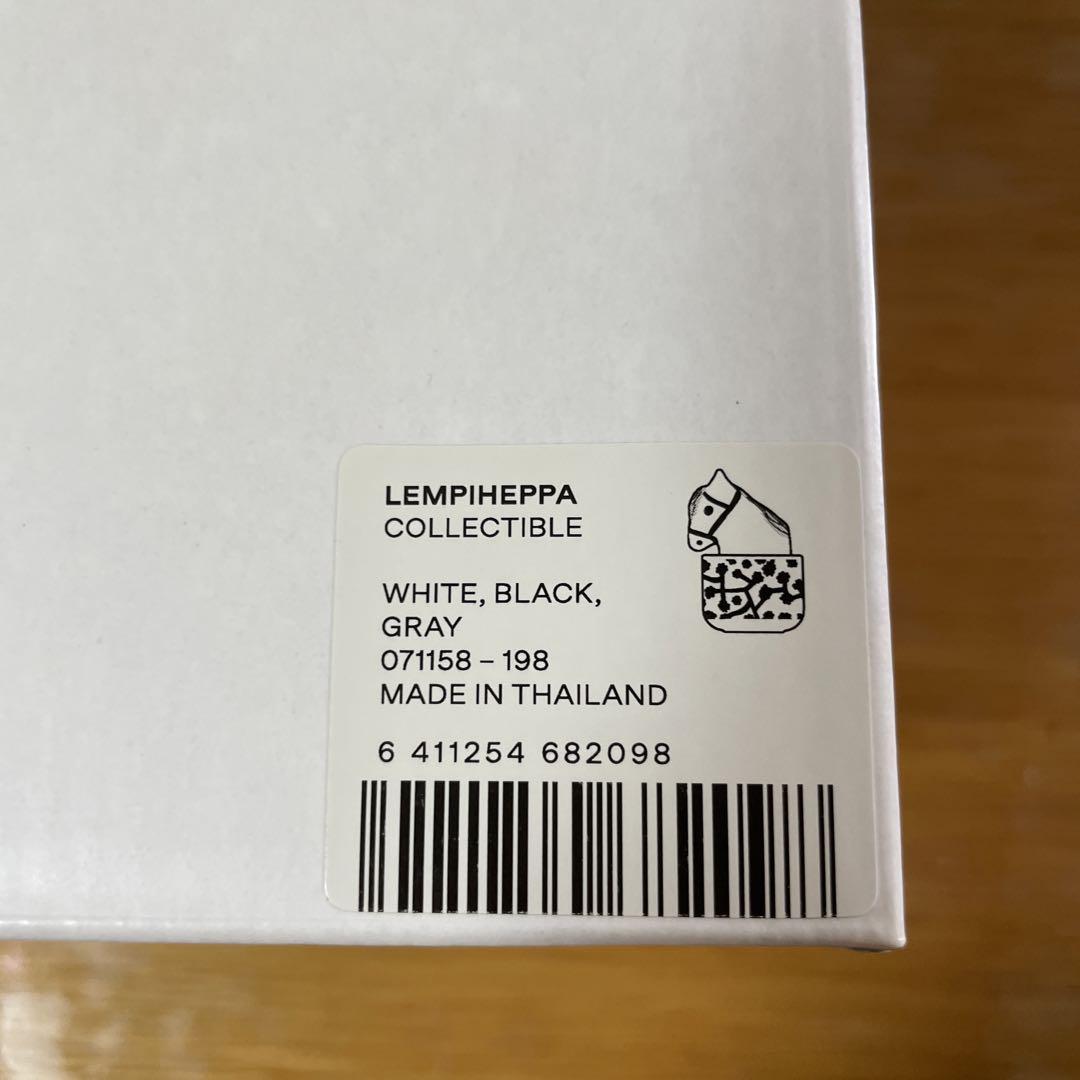 LEMPIHEPPA
COLLECTIBLE
WHITE, BLACK,
GRAY
071158 – 198
MADE IN THAILAND
6 411254 682098